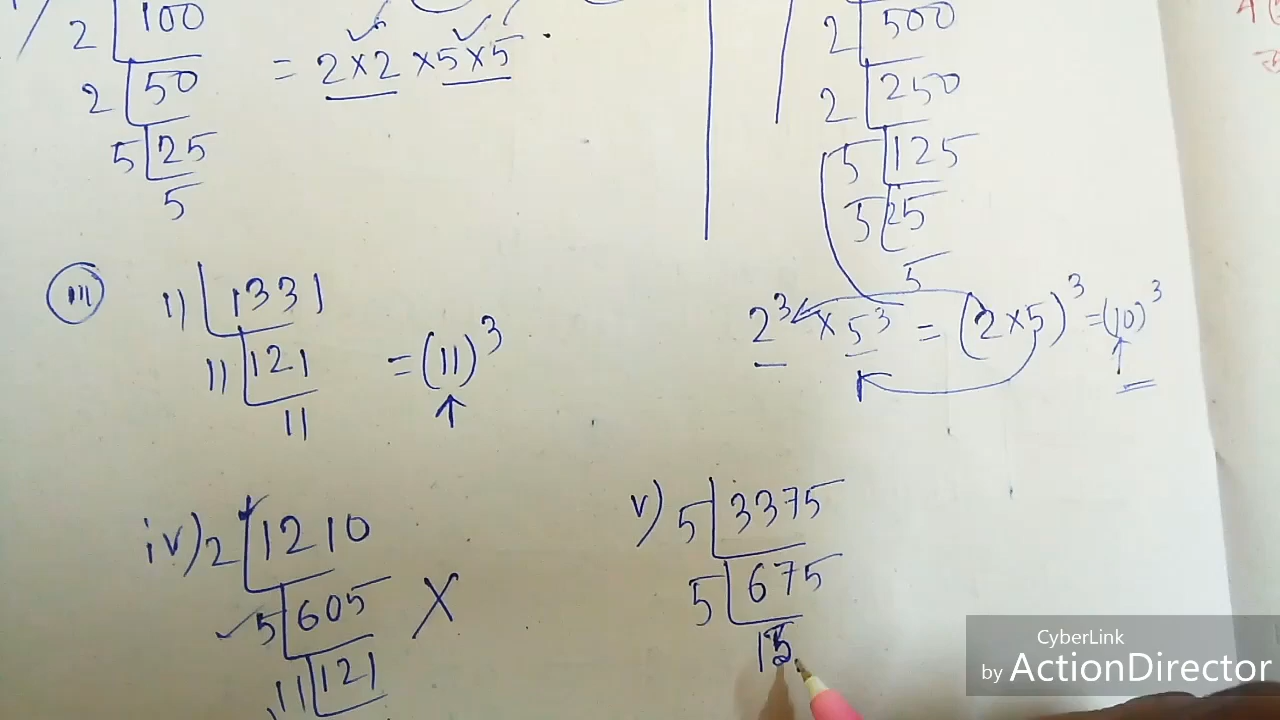 2 | 100
2 | 50
5 | 25
5
= 2×2 ×5×5
2 | 500
2 | 250
5 | 125
5 | 25
5
2³ × 5³ = (2×5)³ = (10)³
(iii) 11 | 1331
11 | 121
11
= (11)³
iv) 2 | 1210
5 | 605
11 | 121
X
v) 5 | 3375
5 | 675
CyberLink
by ActionDirector